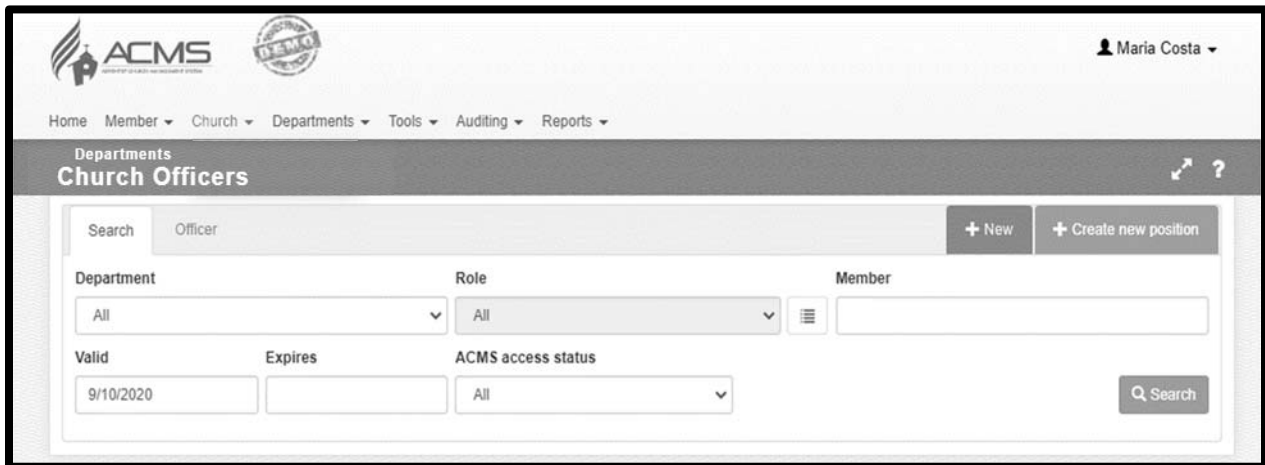 ACMS
DEMO
Maria Costa
Home Member Church Departments Tools Auditing Reports
Departments
Church Officers
?
Search Officer + New + Create new position
Department Role Member
All All
Valid Expires ACMS access status
9/10/2020 All Search